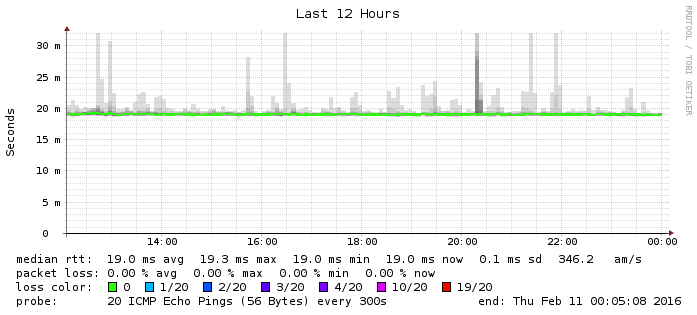 Last 12 Hours
RRDTOOL / TOBI OETIKER
Seconds
30 m
25 m
20 m
15 m
10 m
5 m
0
14:00 16:00 18:00 20:00 22:00 00:00
median rtt: 19.0 ms avg 19.3 ms max 19.0 ms min 19.0 ms now 0.1 ms sd 346.2 am/s
packet loss: 0.00 % avg 0.00 % max 0.00 % min 0.00 % now
loss color: 0 1/20 2/20 3/20 4/20 10/20 19/20
probe: 20 ICMP Echo Pings (56 Bytes) every 300s end: Thu Feb 11 00:05:08 2016